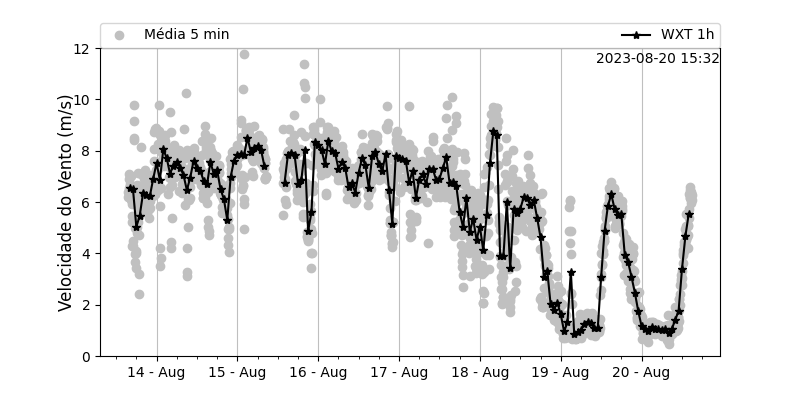 Média 5 min
WXT 1h
2023-08-20 15:32
Velocidade do Vento (m/s)
12
10
8
6
4
2
0
14 - Aug
15 - Aug
16 - Aug
17 - Aug
18 - Aug
19 - Aug
20 - Aug